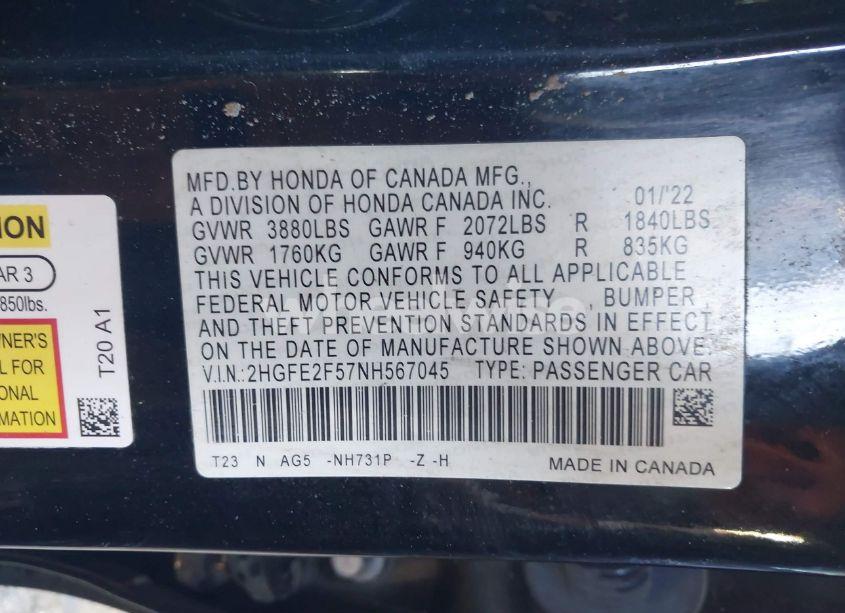 MFD.BY HONDA OF CANADA MFG.,
A DIVISION OF HONDA CANADA INC. 01/'22
GVWR 3880LBS GAWR F 2072LBS R 1840LBS
GVWR 1760KG GAWR F 940KG R 835KG
THIS VEHICLE CONFORMS TO ALL APPLICABLE
FEDERAL MOTOR VEHICLE SAFETY , BUMPER
AND THEFT PREVENTION STANDARDS IN EFFECT
ON THE DATE OF MANUFACTURE SHOWN ABOVE.
V.I.N.:2HGFE2F57NH567045 TYPE: PASSENGER CAR
T23 N AG5 -NH731P -Z -H MADE IN CANADA
ION
AR 3
850lbs.
WNER'S
L FOR
ONAL
RMATION
T20 A1